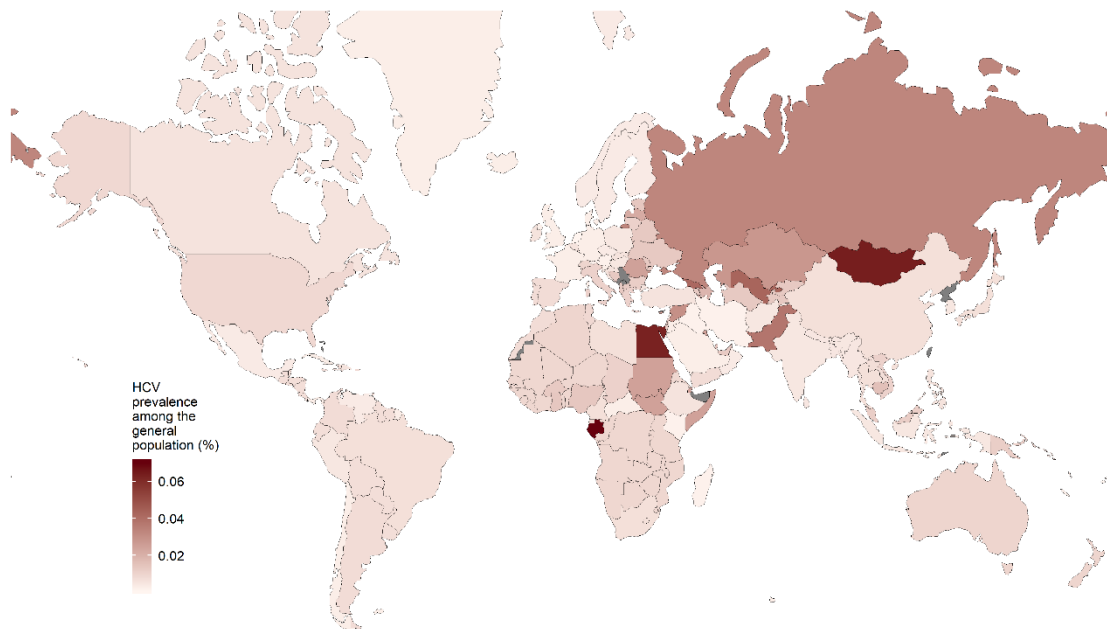 HCV
prevalence
among the
general
population (%)
0.06
0.04
0.02